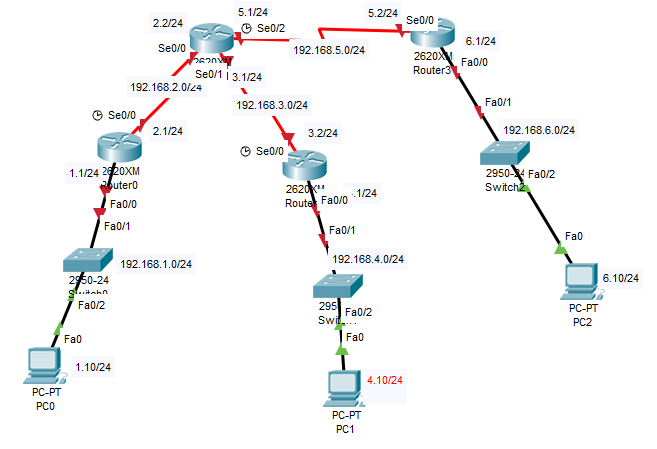 5.1/24
Se0/2
2.2/24
Se0/0
5.2/24
Se0/0
192.168.5.0/24
6.1/24
2620XM
Router3
Fa0/0
2620XM
Se0/1
3.1/24
192.168.2.0/24
192.168.3.0/24
Fa0/1
Se0/0
2.1/24
3.2/24
192.168.6.0/24
Se0/0
1.1/24
2620XM
Router0
Fa0/0
2620XM
Router
Fa0/0
.1/24
2950-24
Switch2
Fa0/2
Fa0/1
Fa0/1
Fa0
192.168.1.0/24
192.168.4.0/24
2950-24
Switch0
Fa0/2
6.10/24
PC-PT
PC2
Fa0/2
Fa0
Fa0
1.10/24
PC-PT
PC0
4.10/24
PC-PT
PC1